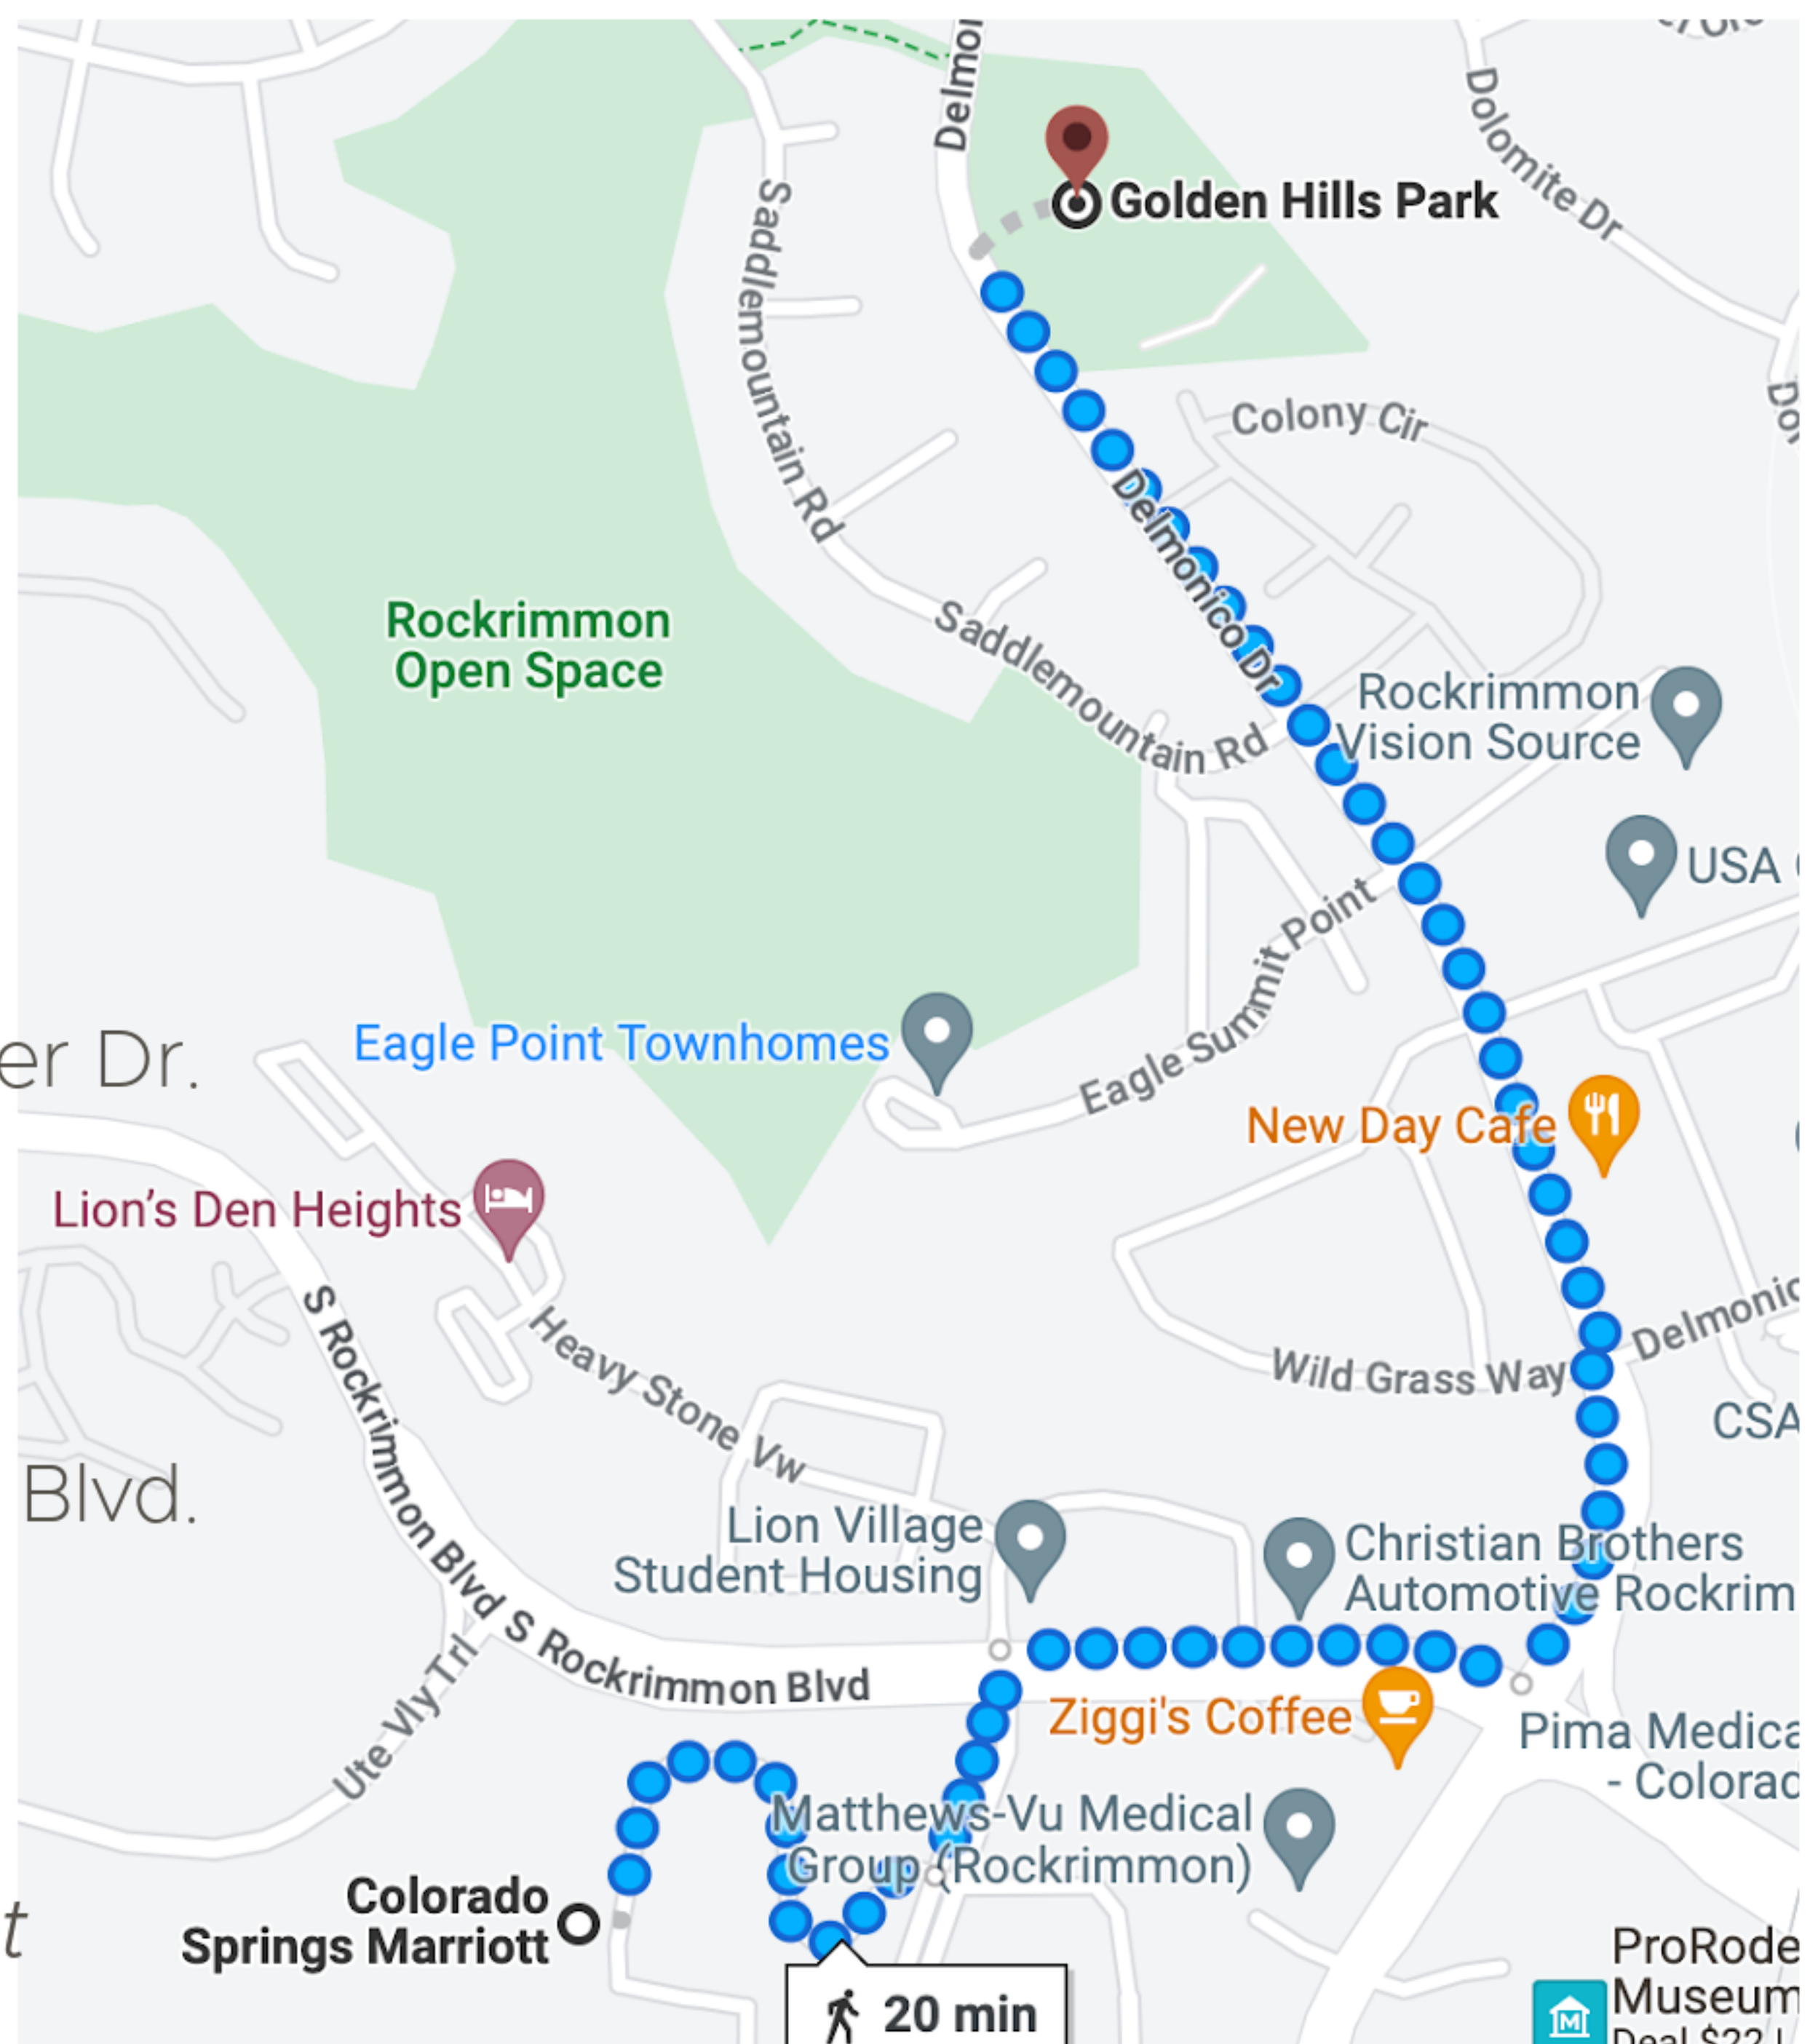 Delmon
Dolomite Dr
Golden Hills Park
Saddlemountain Rd
Colony Cir
Delmonico Dr
Rockrimmon
Open Space
Saddlemountain Rd
Rockrimmon
Vision Source
USA
Eagle Point Townhomes
Eagle Summit Point
er Dr.
New Day Cafe
Lion's Den Heights
S Rockrimmon Blvd
Heavy Stone Vw
Wild Grass Way
Delmonic
CSA
Blvd.
Lion Village
Student Housing
Christian Brothers
Automotive Rockrim
S Rockrimmon Blvd
Ute Vly Trl
Ziggi's Coffee
Pima Medica
- Colorad
Matthews-Vu Medical
Group (Rockrimmon)
Colorado
Springs Marriott
t
ProRode
Museum
20 min